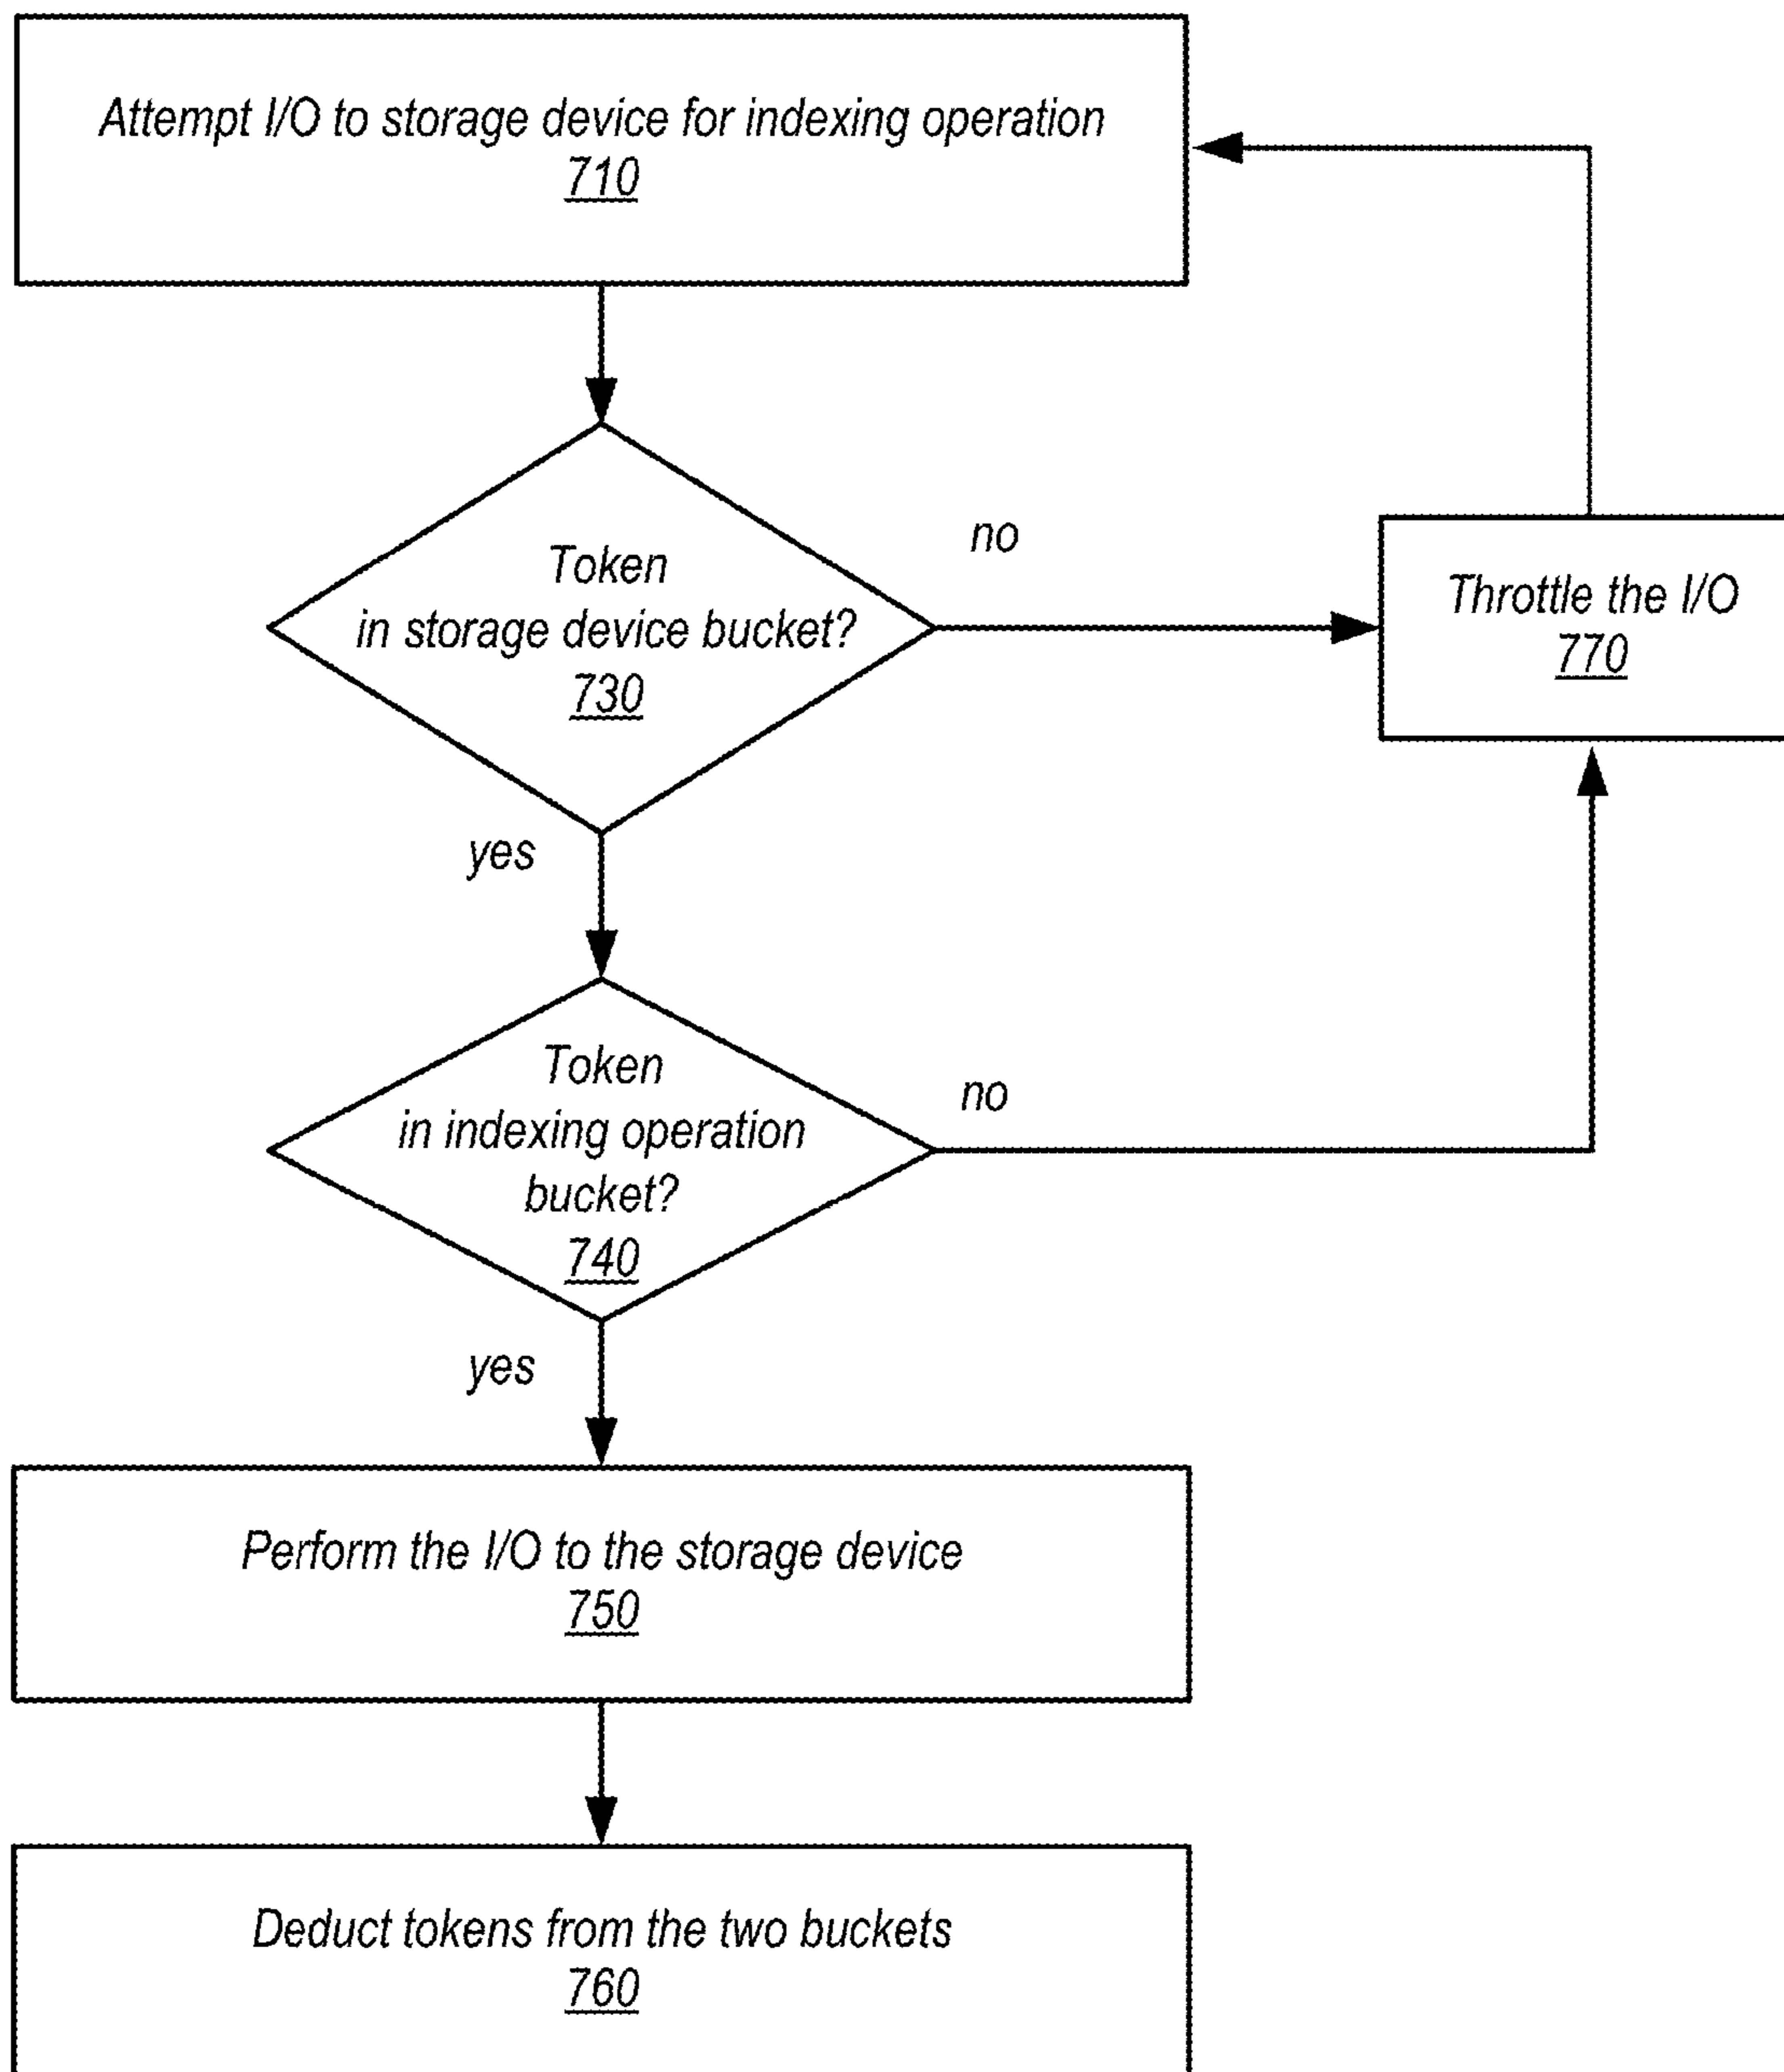 Attempt I/O to storage device for indexing operation
710
no
Token
in storage device bucket?
730
Throttle the I/O
770
yes
Token
in indexing operation
bucket?
740
no
yes
Perform the I/O to the storage device
750
Deduct tokens from the two buckets
760